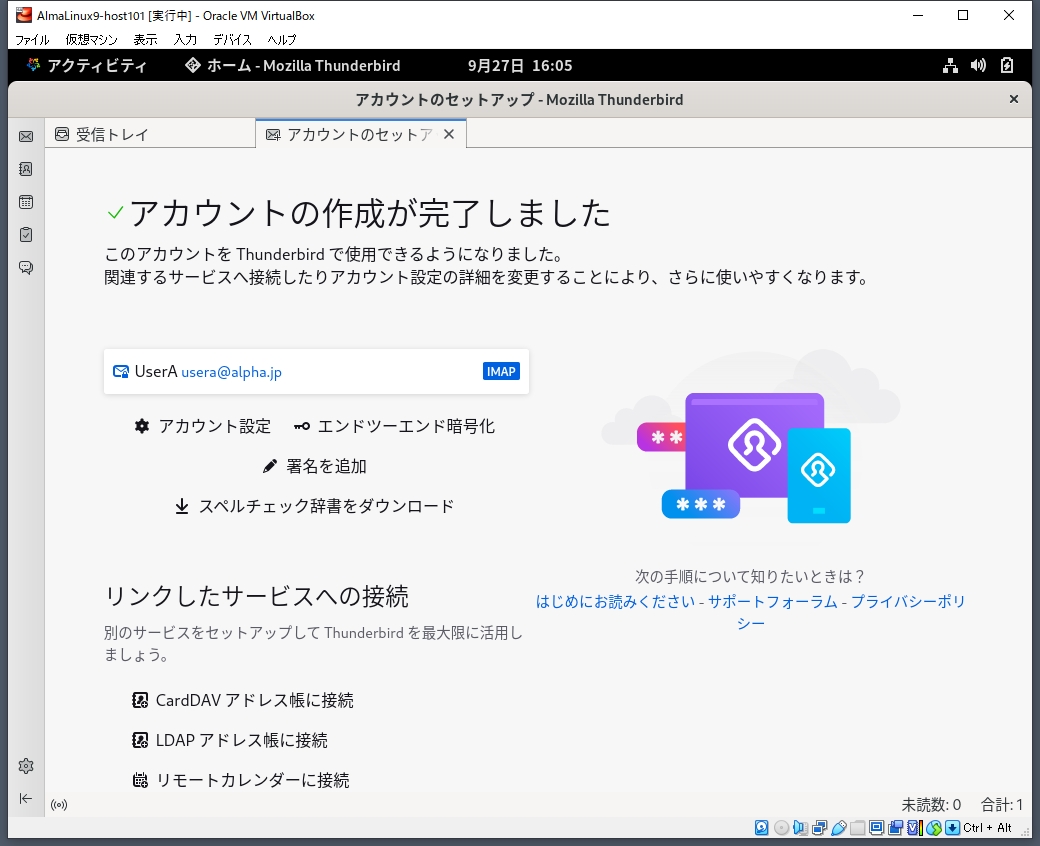 AlmaLinux9-host101 [実行中] - Oracle VM VirtualBox
ファイル 仮想マシン 表示 入力 デバイス ヘルプ
アクティビティ ホーム - Mozilla Thunderbird 9月27日 16:05
アカウントのセットアップ - Mozilla Thunderbird
受信トレイ アカウントのセットア
アカウントの作成が完了しました
このアカウントを Thunderbird で使用できるようになりました。
関連するサービスへ接続したりアカウント設定の詳細を変更することにより、さらに使いやすくなります。
UserA usera@alpha.jp IMAP
アカウント設定 エンドツーエンド暗号化
署名を追加
スペルチェック辞書をダウンロード
リンクしたサービスへの接続
別のサービスをセットアップして Thunderbird を最大限に活用し
ましょう。
CardDAV アドレス帳に接続
LDAP アドレス帳に接続
リモートカレンダーに接続
次の手順について知りたいときは？
はじめにお読みください - サポートフォーラム - プライバシーポリ
シー
未読数: 0 合計: 1
Ctrl + Alt